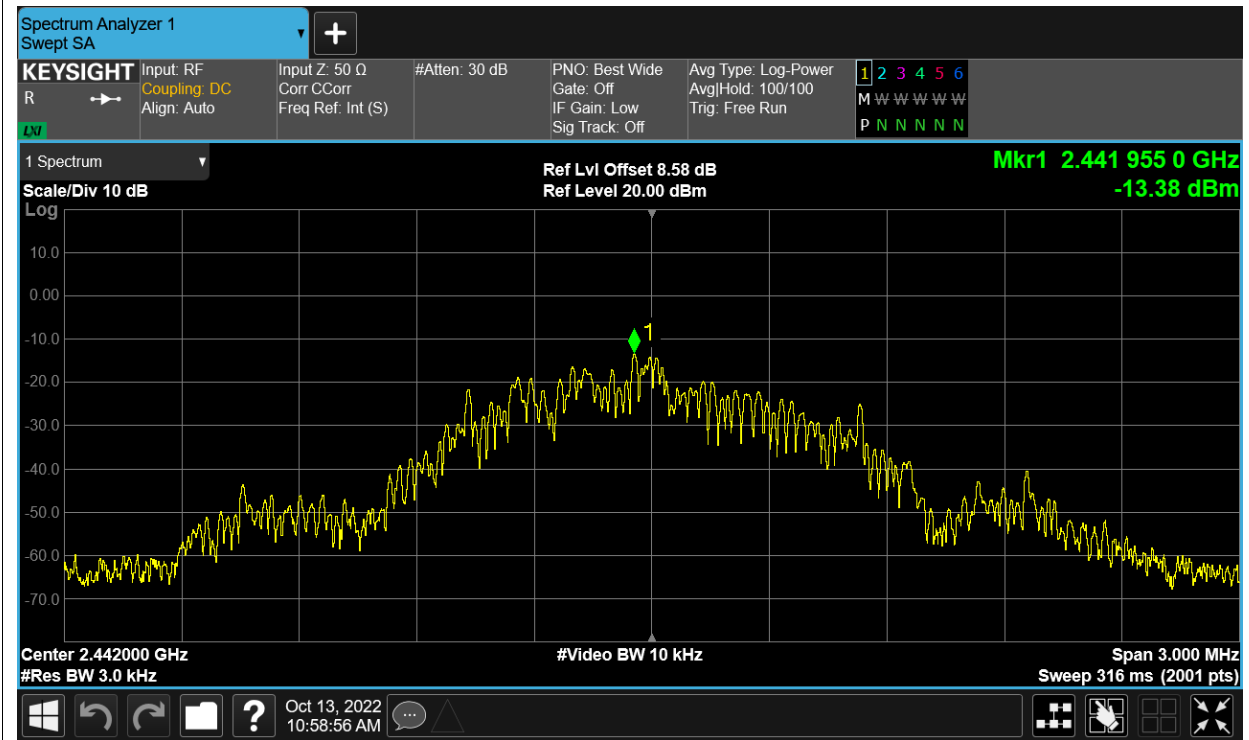 Spectrum Analyzer 1
Swept SA
KEYSIGHT
R
LXI
Input: RF
Coupling: DC
Align: Auto
Input Z: 50 Ω
Corr CCorr
Freq Ref: Int (S)
#Atten: 30 dB
PNO: Best Wide
Gate: Off
IF Gain: Low
Sig Track: Off
Avg Type: Log-Power
Avg|Hold: 100/100
Trig: Free Run
1 2 3 4 5 6
M W W W W W
P N N N N N
1 Spectrum
Scale/Div 10 dB
Ref Lvl Offset 8.58 dB
Ref Level 20.00 dBm
Mkr1 2.441 955 0 GHz
-13.38 dBm
Log
10.0
0.00
-10.0
-20.0
-30.0
-40.0
-50.0
-60.0
-70.0
1
Center 2.442000 GHz
#Video BW 10 kHz
Span 3.000 MHz
#Res BW 3.0 kHz
Sweep 316 ms (2001 pts)
?
Oct 13, 2022
10:58:56 AM